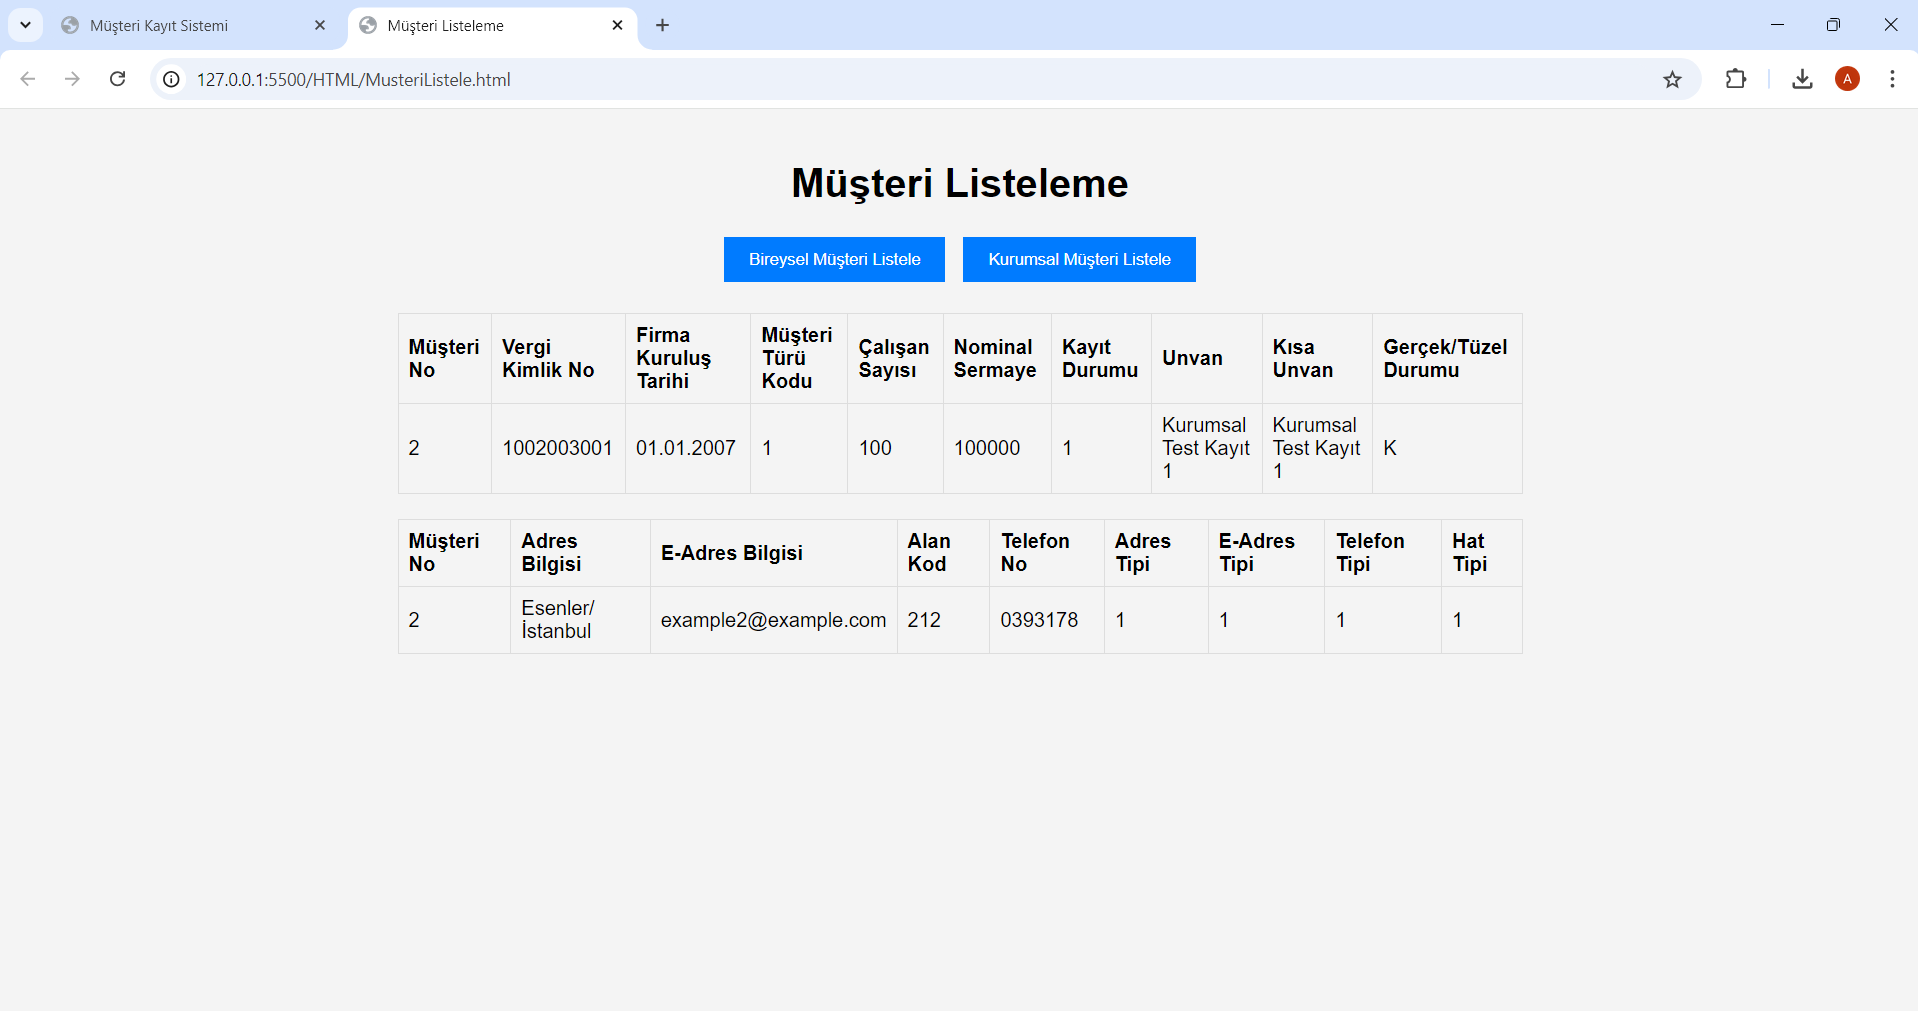 Müşteri Kayıt Sistemi
Müşteri Listeleme
127.0.0.1:5500/HTML/MusteriListele.html
A
Müşteri Listeleme
Bireysel Müşteri Listele
Kurumsal Müşteri Listele
Müşteri No
Vergi Kimlik No
Firma Kuruluş Tarihi
Müşteri Türü Kodu
Çalışan Sayısı
Nominal Sermaye
Kayıt Durumu
Unvan
Kısa Unvan
Gerçek/Tüzel Durumu
2
1002003001
01.01.2007
1
100
100000
1
Kurumsal Test Kayıt 1
Kurumsal Test Kayıt 1
K
Müşteri No
Adres Bilgisi
E-Adres Bilgisi
Alan Kod
Telefon No
Adres Tipi
E-Adres Tipi
Telefon Tipi
Hat Tipi
2
Esenler/ İstanbul
example2@example.com
212
0393178
1
1
1
1